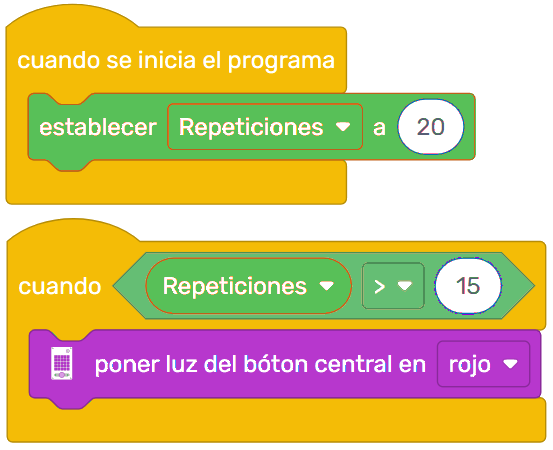 cuando se inicia el programa
establecer Repeticiones a 20
cuando Repeticiones > 15
poner luz del bóton central en rojo